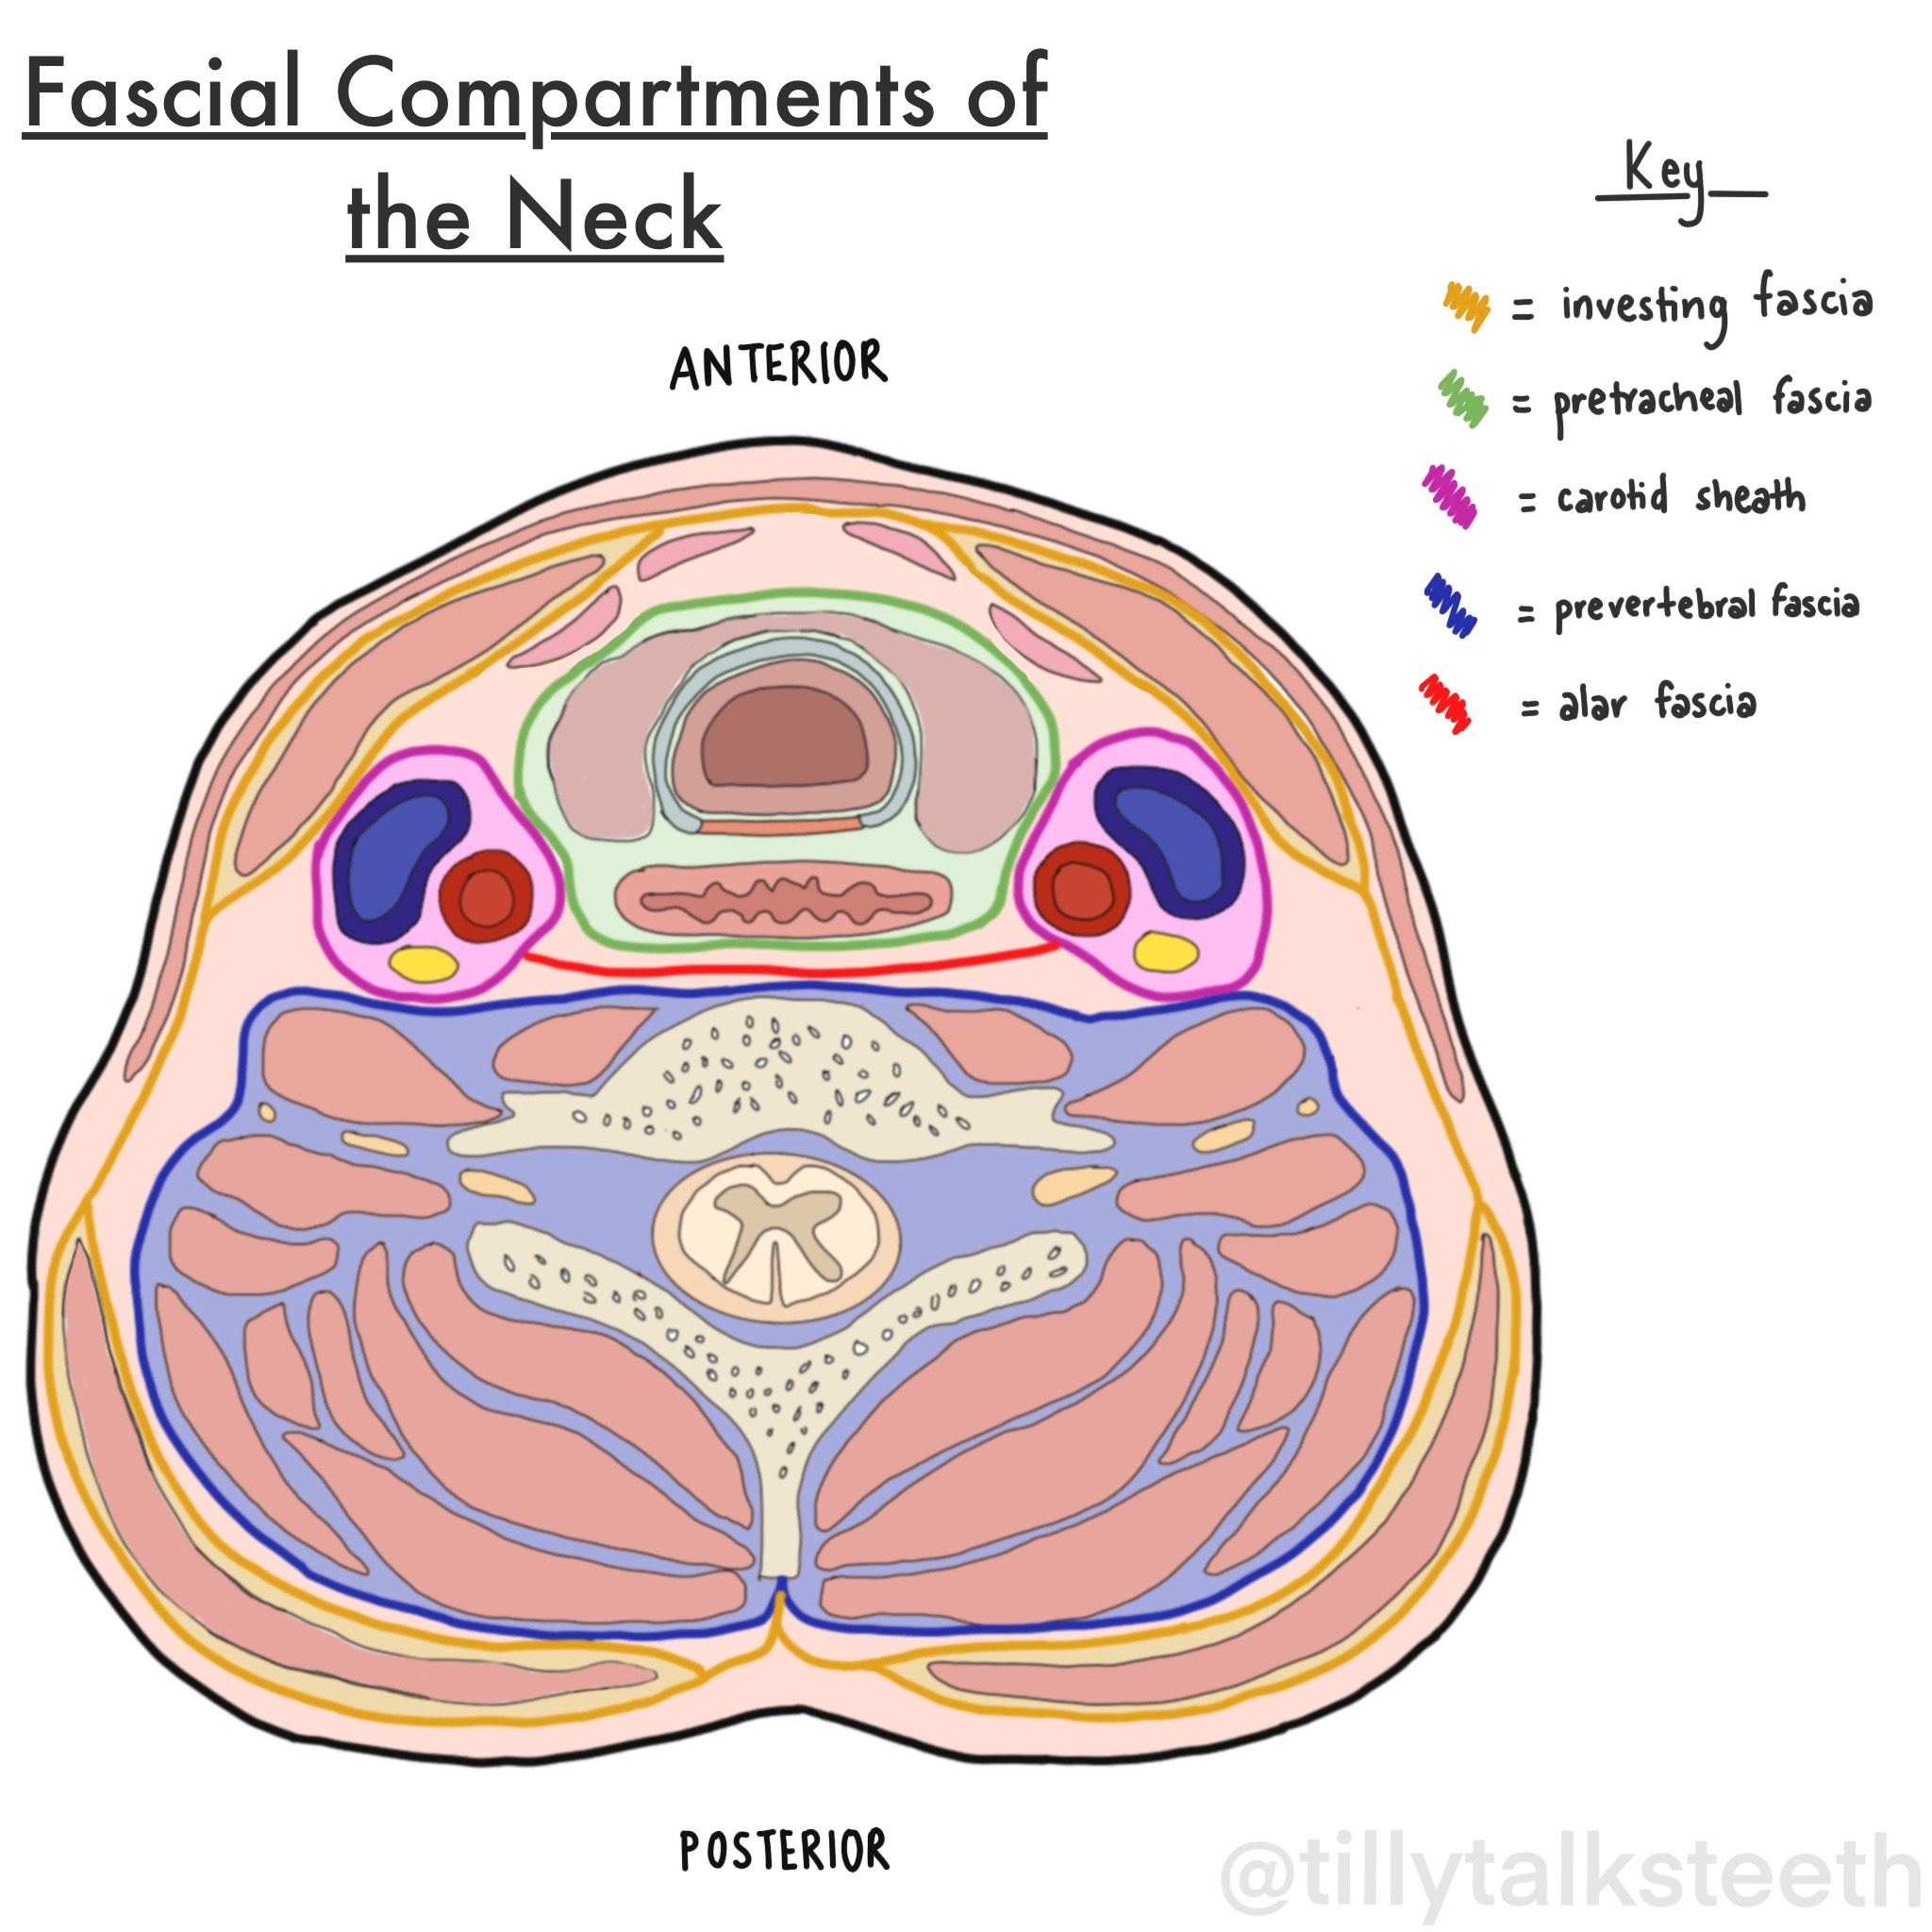 Fascial Compartments of
the Neck
Key
= investing fascia
= pretracheal fascia
= carotid sheath
= prevertebral fascia
= alar fascia
ANTERIOR
POSTERIOR
@tillytalksteeth